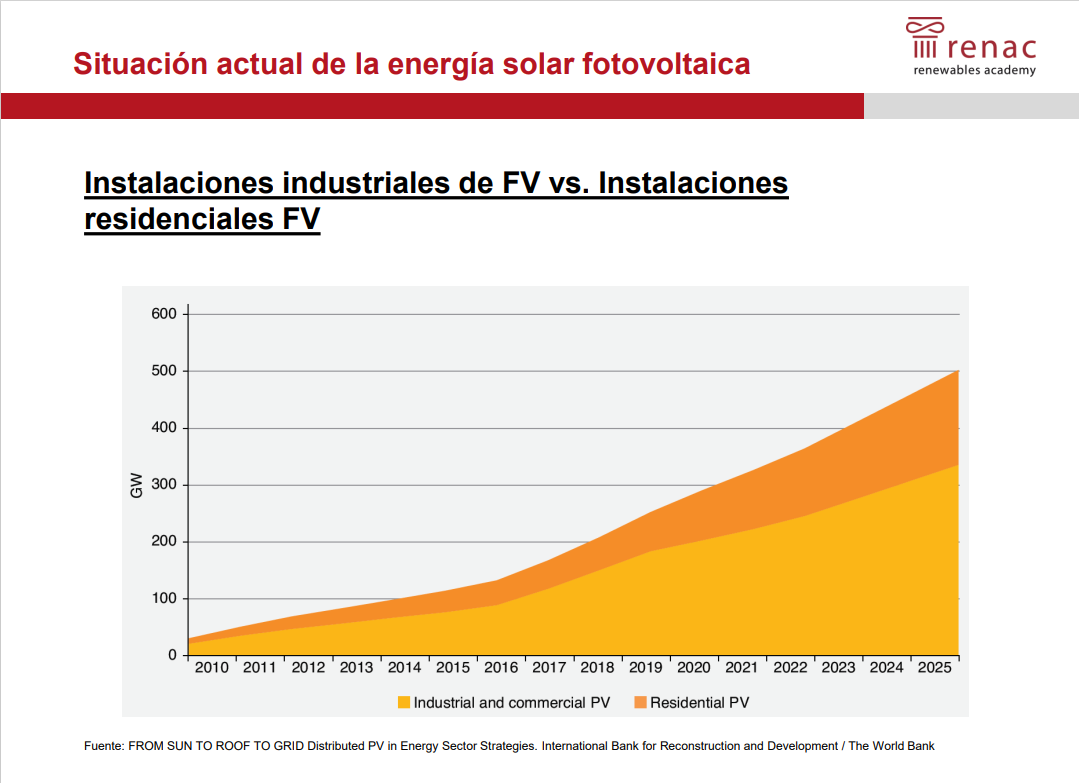 Situación actual de la energía solar fotovoltaica
renac
renewables academy
Instalaciones industriales de FV vs. Instalaciones
residenciales FV
600
500
400
300
200
100
0
GW
2010 2011 2012 2013 2014 2015 2016 2017 2018 2019 2020 2021 2022 2023 2024 2025
Industrial and commercial PV Residential PV
Fuente: FROM SUN TO ROOF TO GRID Distributed PV in Energy Sector Strategies. International Bank for Reconstruction and Development / The World Bank